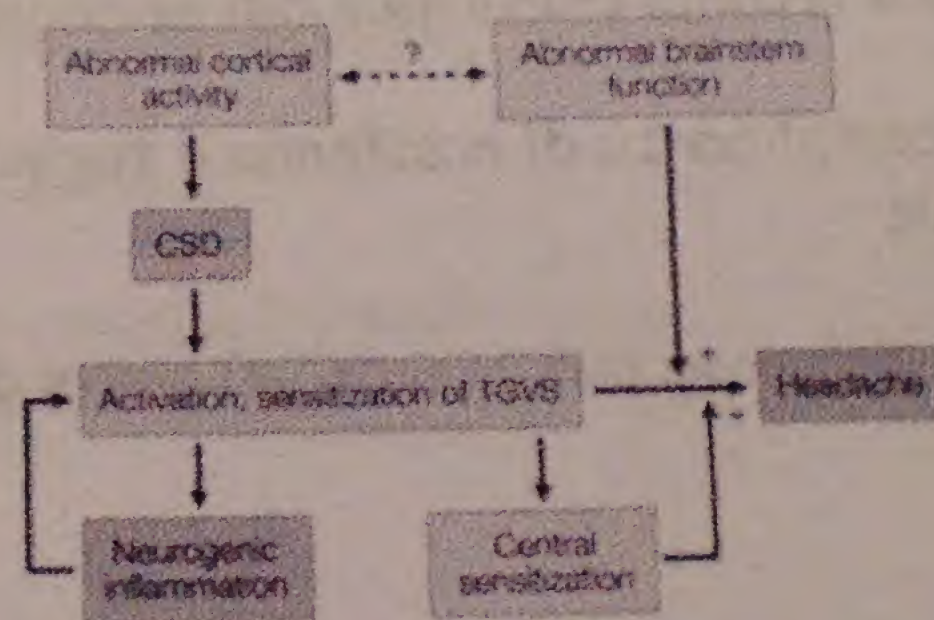 Abnormal cortical
activity
?
Abnormal brainstem
function
CSD
+
Activation, sensitization of TGVS
Headache
+
Neurogenic
inflammation
Central
sensitization